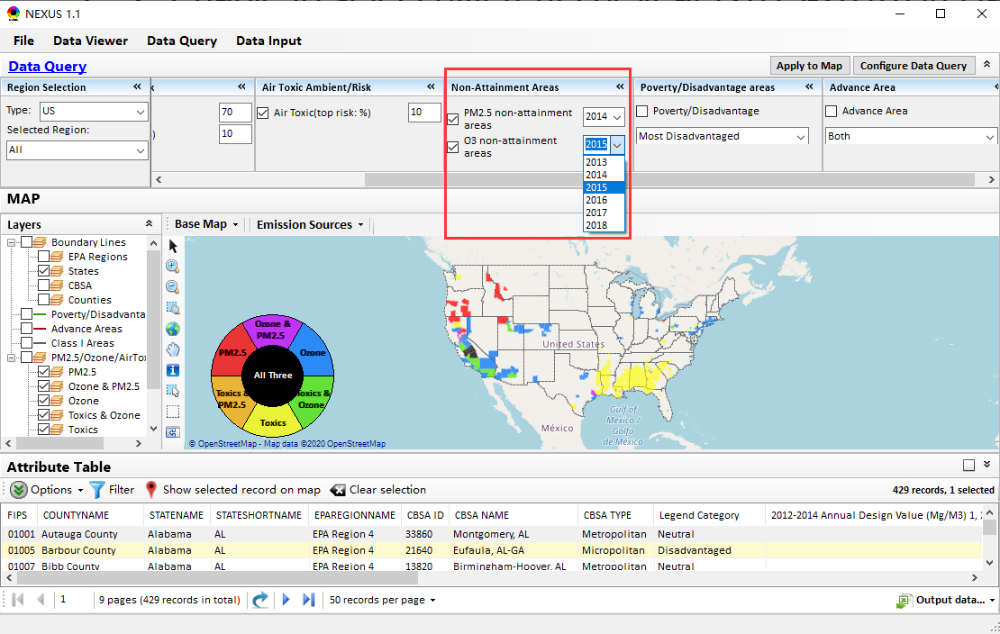 NEXUS 1.1
File Data Viewer Data Query Data Input
Data Query
Apply to Map Configure Data Query
Region Selection
Type: US
Selected Region:
All
70
10
Air Toxic Ambient/Risk
Air Toxic(top risk: %) 10
Non-Attainment Areas
PM2.5 non-attainment
areas
2014
O3 non-attainment
areas
2015
2013
2014
2015
2016
2017
2018
Poverty/Disadvantage areas
Poverty/Disadvantage
Most Disadvantaged
Advance Area
Advance Area
Both
MAP
Layers
Boundary Lines
EPA Regions
States
CBSA
Counties
Poverty/Disadvanta
Advance Areas
Class I Areas
PM2.5/Ozone/AirTo
PM2.5
Ozone & PM2.5
Ozone
Toxics & Ozone
Toxics
Base Map Emission Sources
Ozone &
PM2.5
PM2.5
Ozone
All Three
Toxics &
PM2.5
Toxics &
Ozone
Toxics
United States
México
Gulf of
Mexico /
Golfo
de México
© OpenStreetMap - Map data ©2020 OpenStreetMap
Attribute Table
Options Filter Show selected record on map Clear selection
429 records, 1 selected
FIPS COUNTYNAME STATENAME STATESHORTNAME EPAREGIONNAME CBSA ID CBSA NAME CBSA TYPE Legend Category 2012-2014 Annual Design Value (Mg/M3) 1, 2
01001 Autauga County Alabama AL EPA Region 4 33860 Montgomery, AL Metropolitan Neutral
01005 Barbour County Alabama AL EPA Region 4 21640 Eufaula, AL-GA Micropolitan Disadvantaged
01007 Bibb County Alabama AL EPA Region 4 13820 Birmingham-Hoover, AL Metropolitan Neutral
1 9 pages (429 records in total) 50 records per page
Output data...